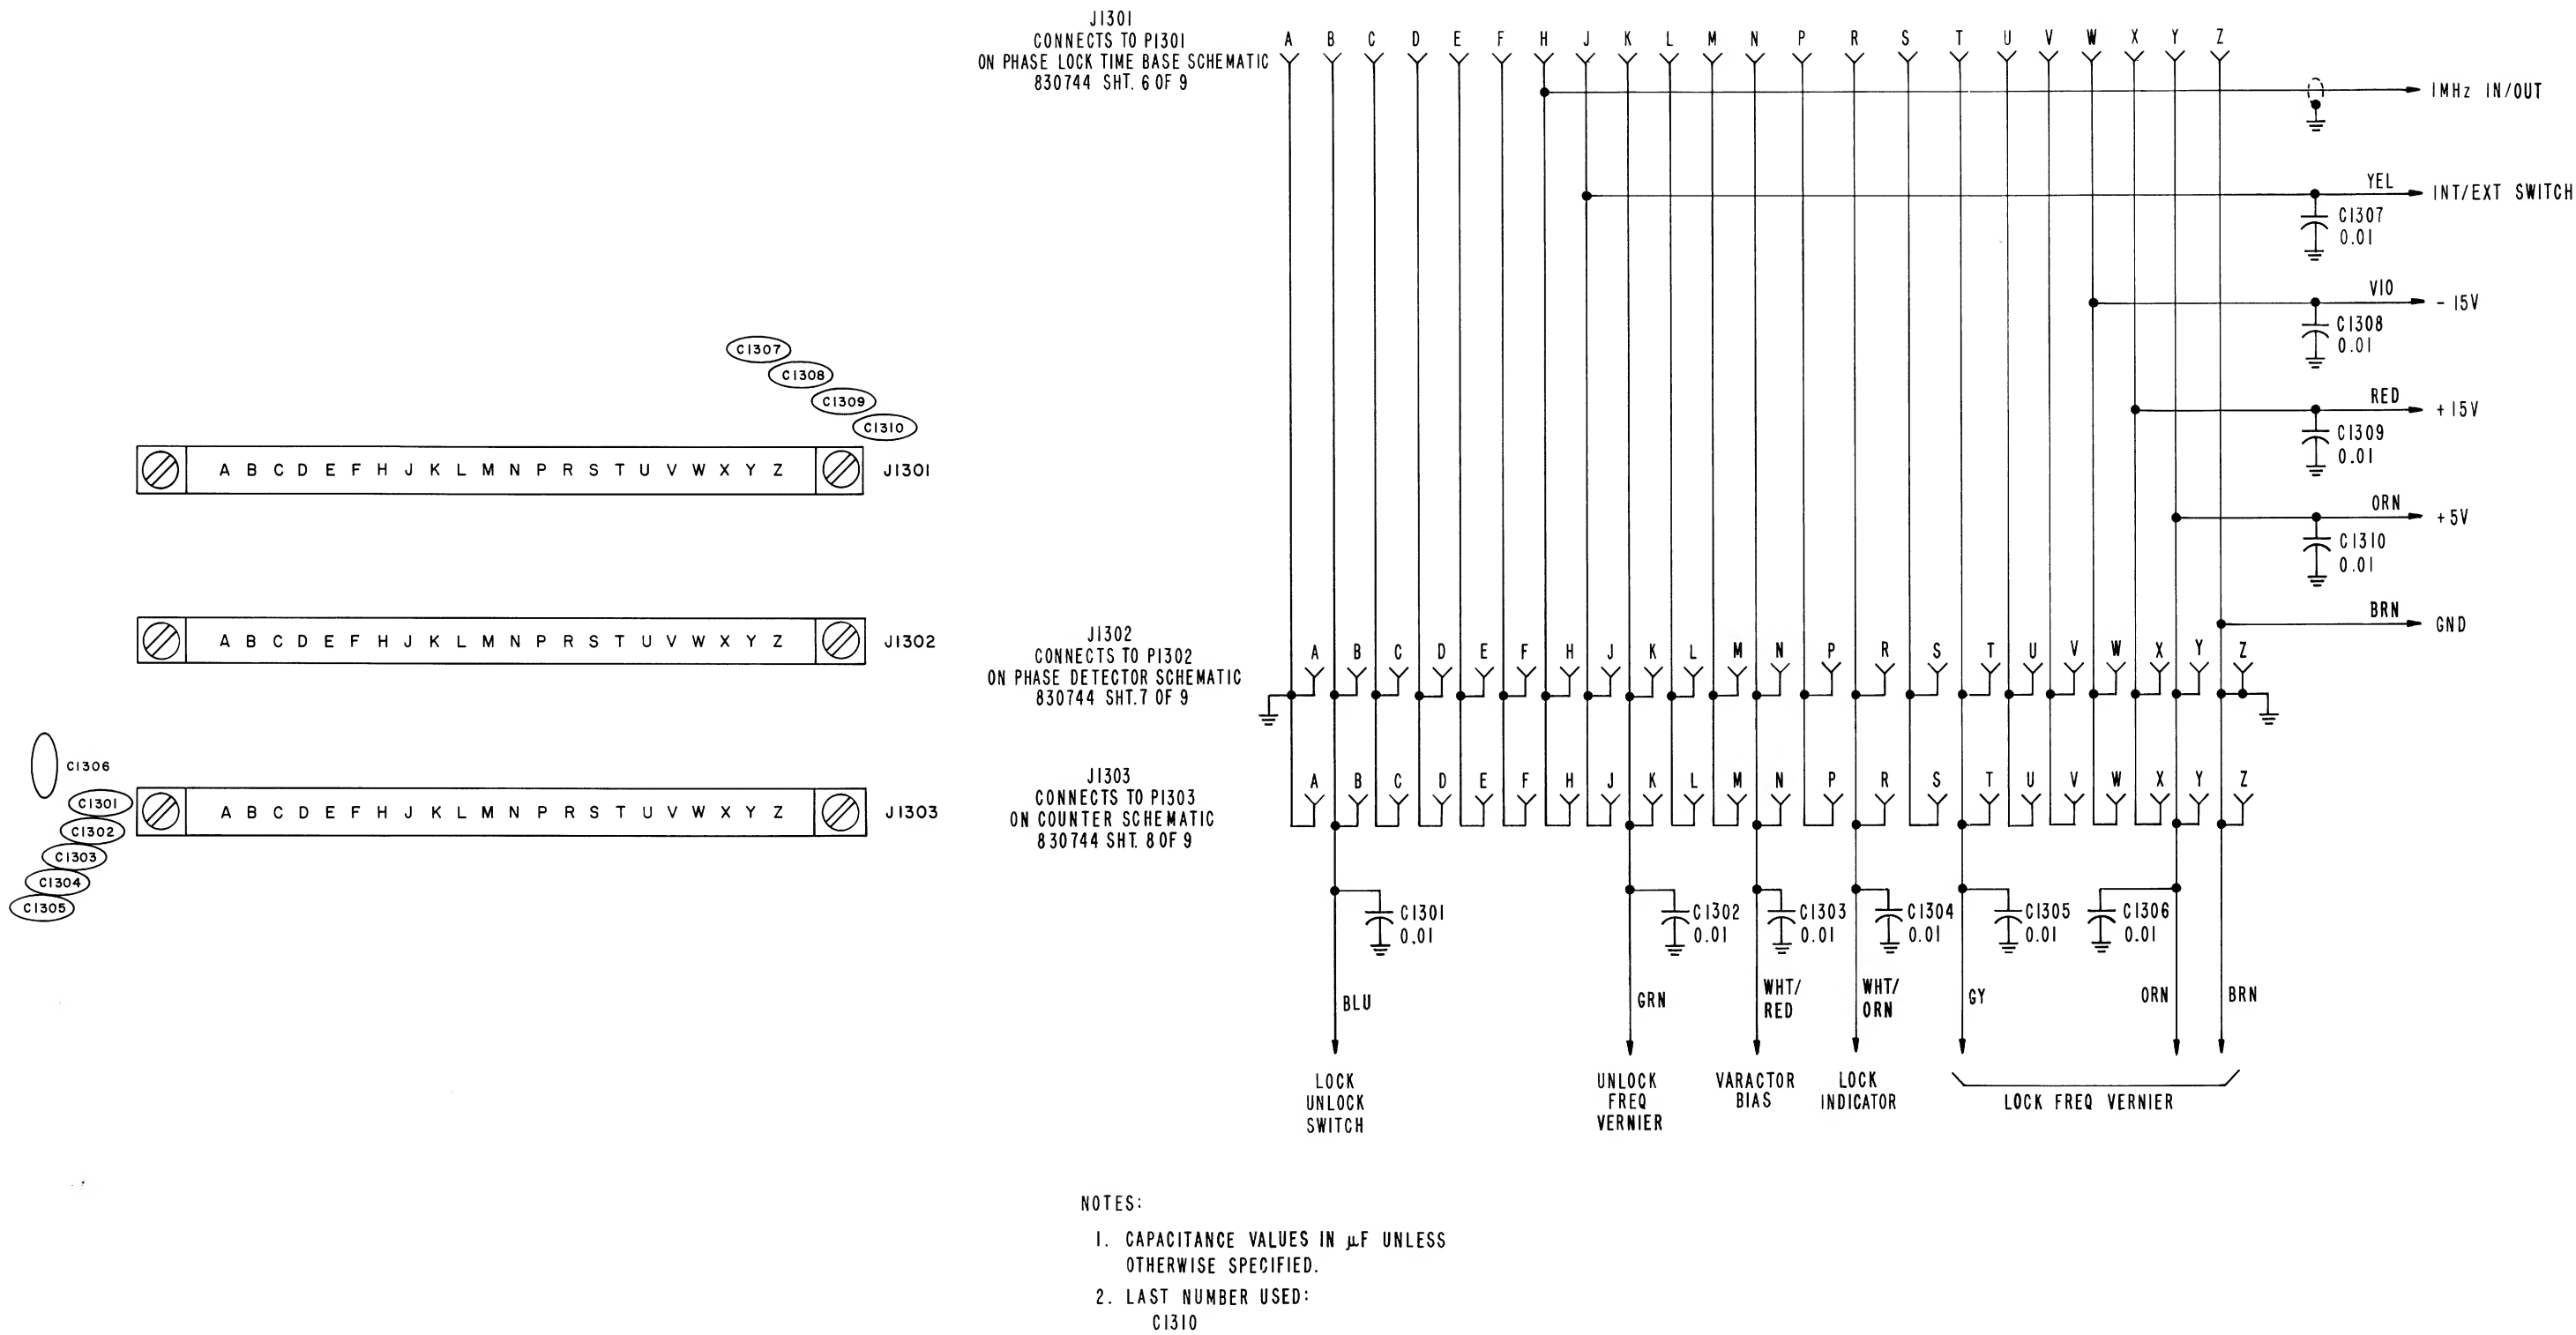 J1301
CONNECTS TO P1301
ON PHASE LOCK TIME BASE SCHEMATIC
830744 SHT. 6 OF 9
A B C D E F H J K L M N P R S T U V W X Y Z
1MHz IN/OUT
YEL
INT/EXT SWITCH
C1307
0.01
VIO
- 15V
C1308
0.01
RED
+15V
C1309
0.01
ORN
+5V
C1310
0.01
BRN
GND
C1307
C1308
C1309
C1310
A B C D E F H J K L M N P R S T U V W X Y Z J1301
A B C D E F H J K L M N P R S T U V W X Y Z J1302
C1306
C1301
C1302
C1303
C1304
C1305
A B C D E F H J K L M N P R S T U V W X Y Z J1303
J1302
CONNECTS TO P1302
ON PHASE DETECTOR SCHEMATIC
830744 SHT.7 OF 9
A B C D E F H J K L M N P R S T U V W X Y Z
J1303
CONNECTS TO P1303
ON COUNTER SCHEMATIC
830744 SHT. 8 OF 9
A B C D E F H J K L M N P R S T U V W X Y Z
C1301
0.01
C1302
0.01
C1303
0.01
C1304
0.01
C1305
0.01
C1306
0.01
BLU
GRN
WHT/
RED
WHT/
ORN
GY
ORN
BRN
LOCK
UNLOCK
SWITCH
UNLOCK
FREQ
VERNIER
VARACTOR
BIAS
LOCK
INDICATOR
LOCK FREQ VERNIER
NOTES:
1. CAPACITANCE VALUES IN µF UNLESS
OTHERWISE SPECIFIED.
2. LAST NUMBER USED:
C1310